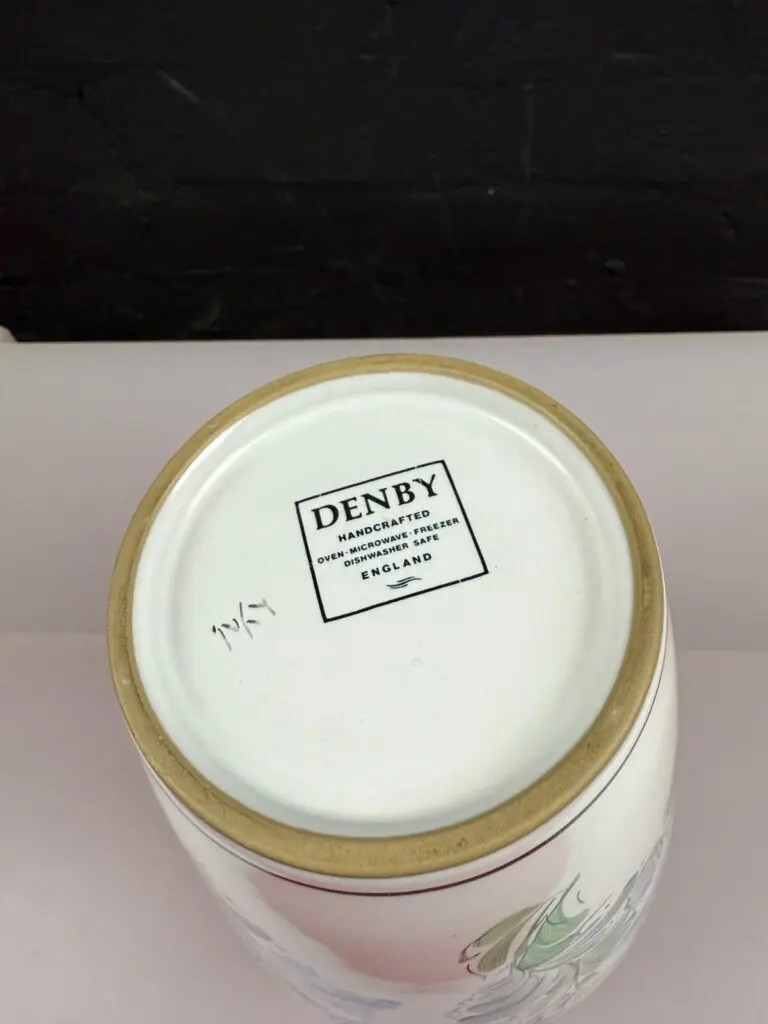 DENBY
HANDCRAFTED
OVEN·MICROWAVE·FREEZER
DISHWASHER SAFE
ENGLAND